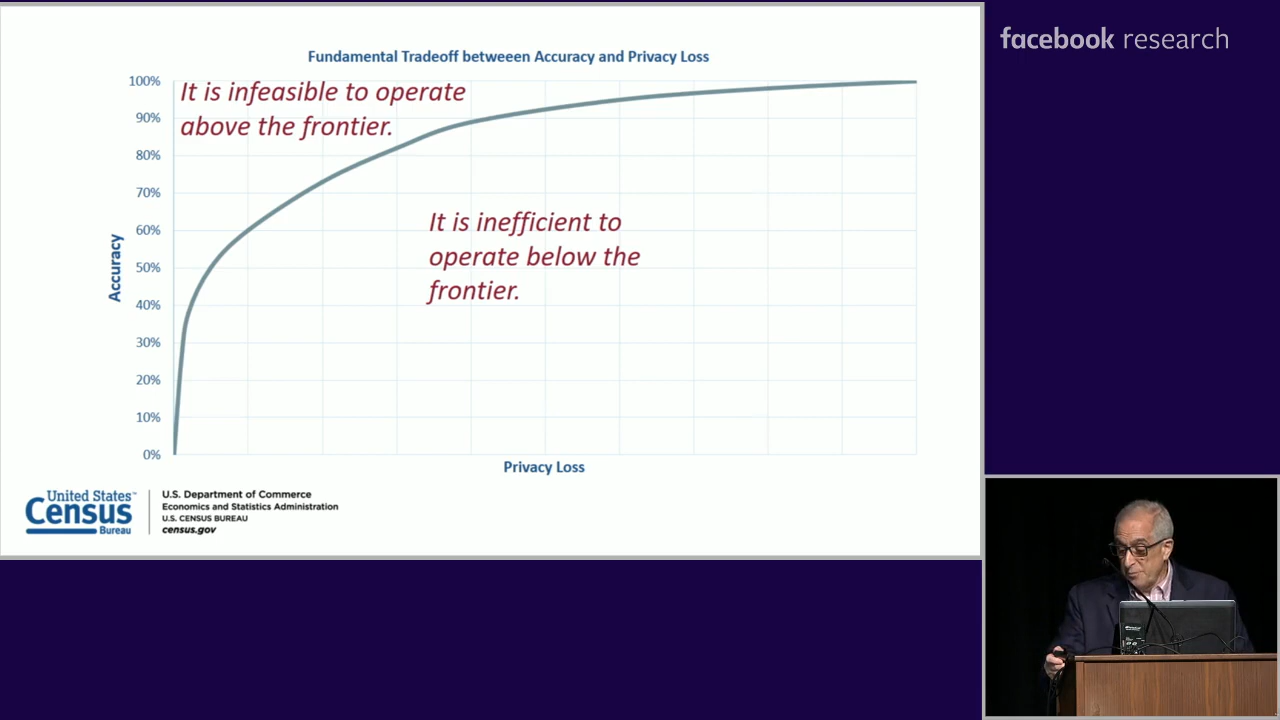 facebook research
Fundamental Tradeoff betweeen Accuracy and Privacy Loss
100%
90%
80%
70%
60%
50%
40%
30%
20%
10%
0%
It is infeasible to operate
above the frontier.
It is inefficient to
operate below the
frontier.
Accuracy
Privacy Loss
United States™
Census
Bureau
U.S. Department of Commerce
Economics and Statistics Administration
U.S. CENSUS BUREAU
census.gov